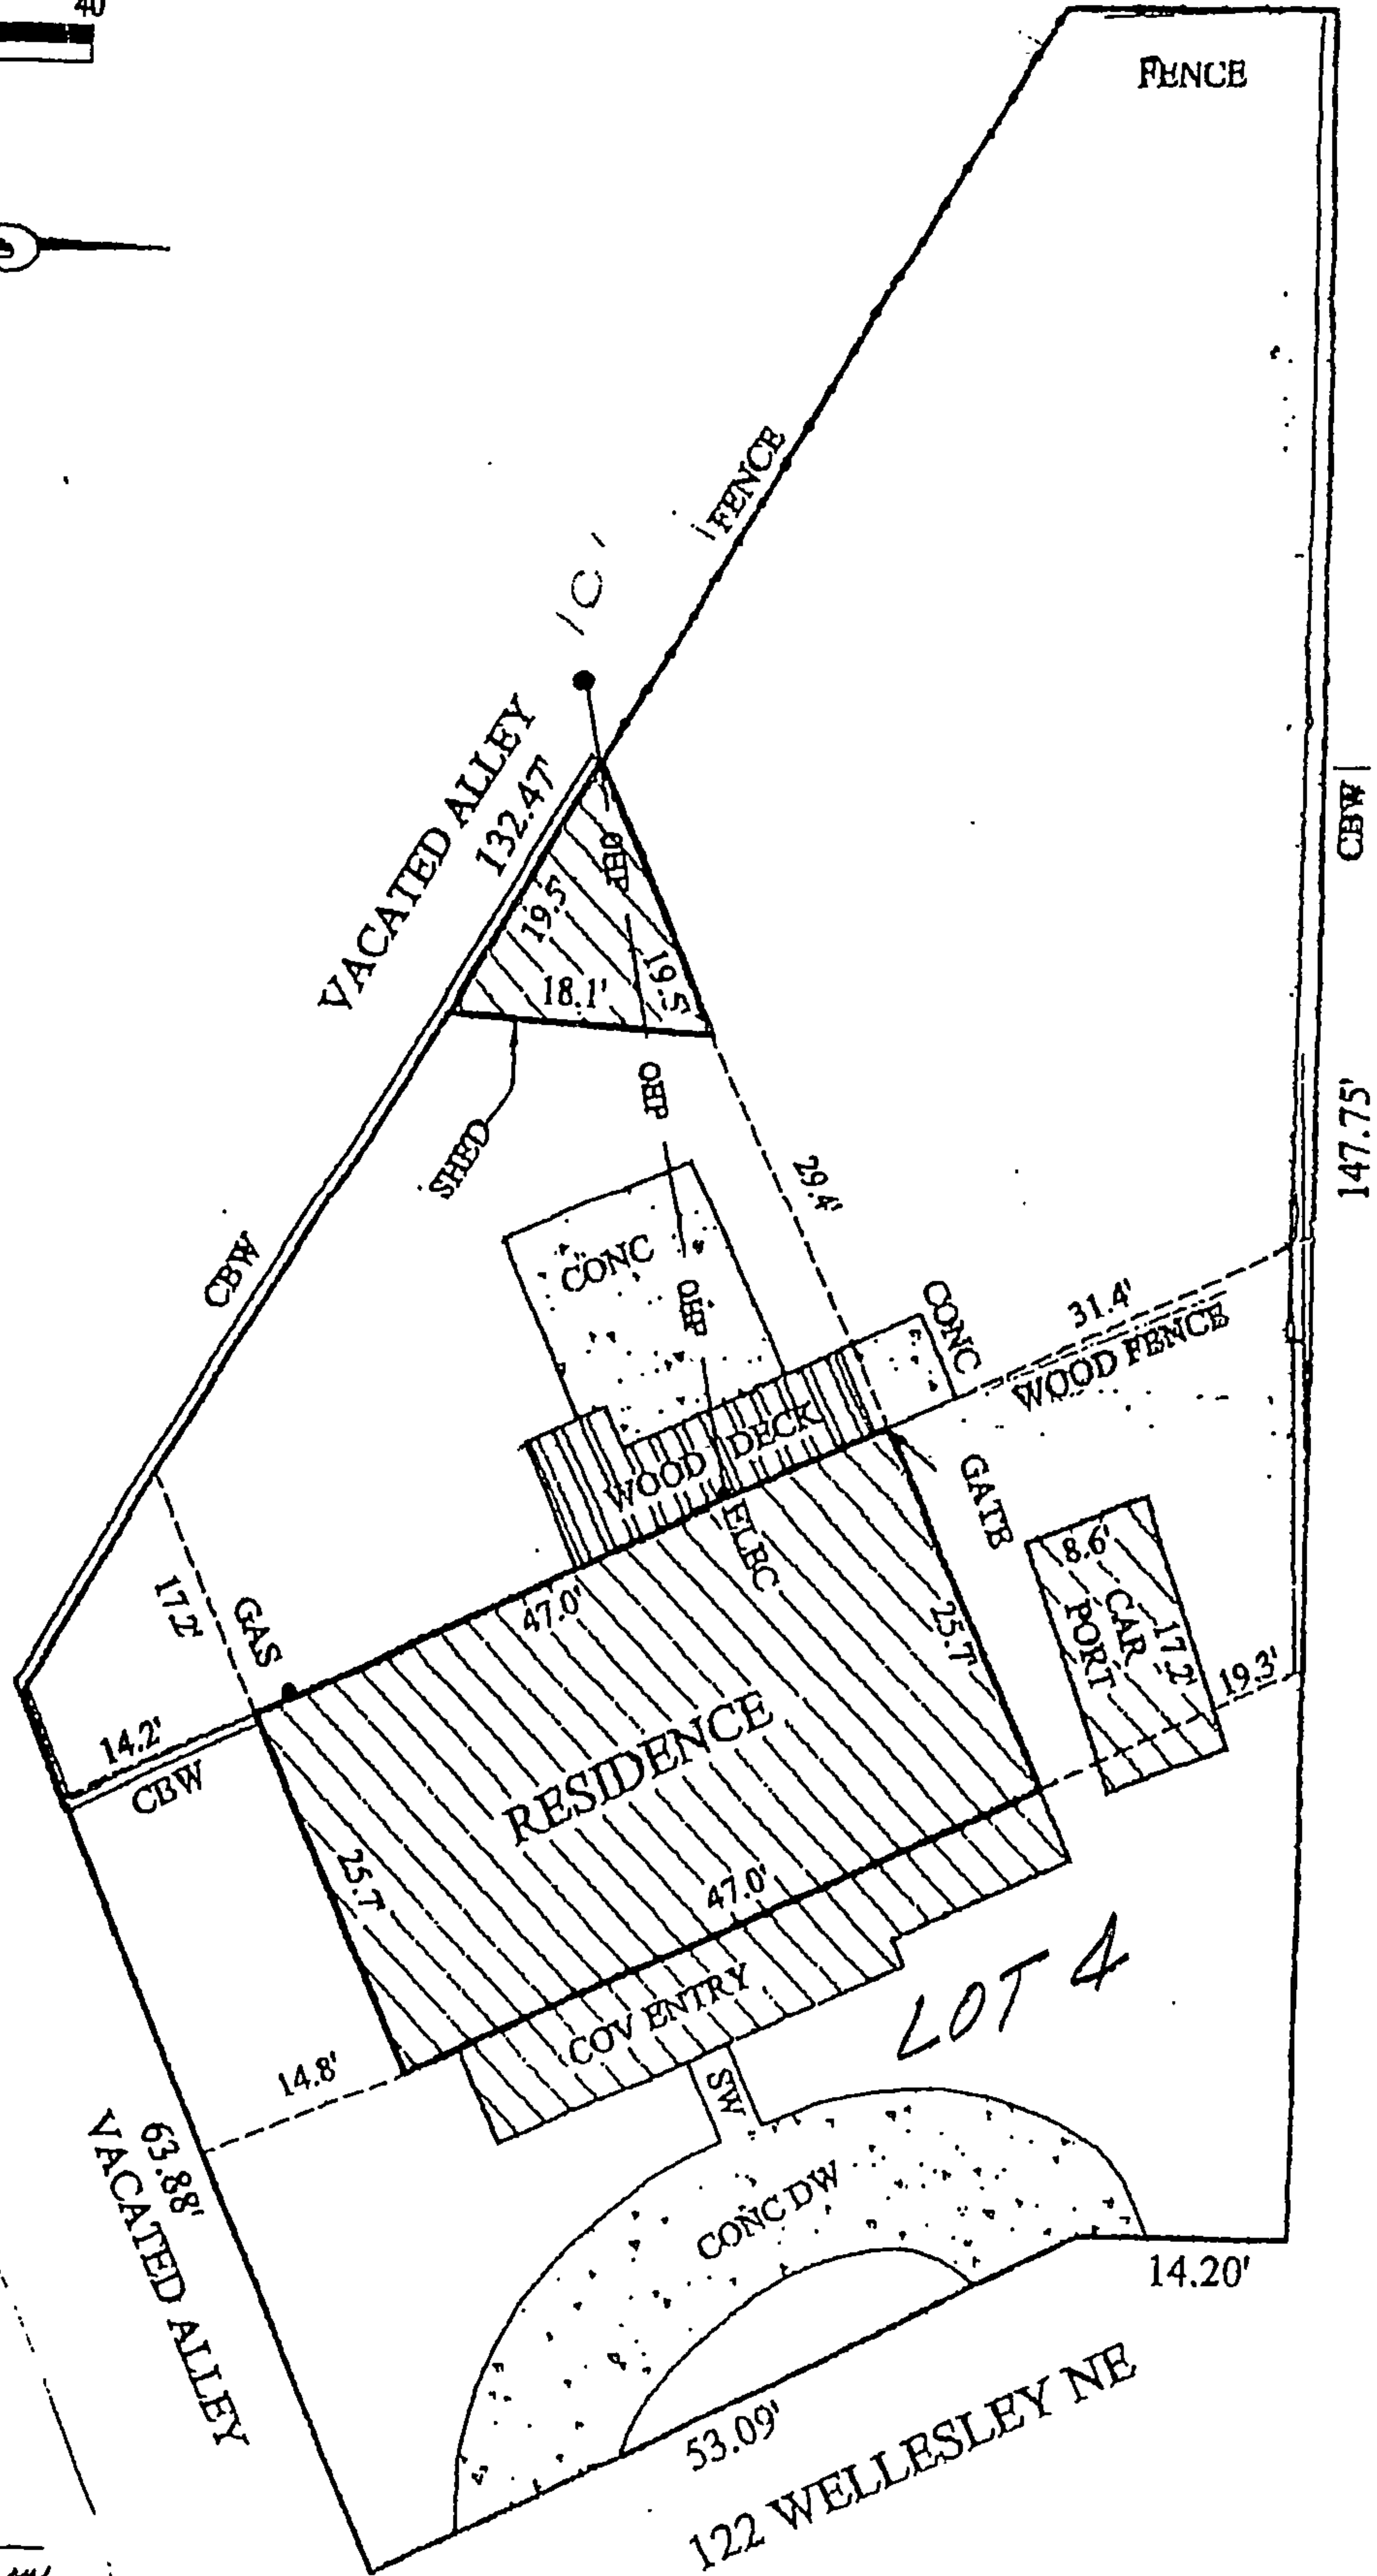 40
FENCE
FENCE
VACATED ALLEY
132.47'
OHP
19.5'
19.5'
18.1'
CBW
OHP
SHED
147.75'
29.4'
CBW
CONC
OHP
CONC
31.4'
WOOD FENCE
WOOD DECK
GATE
ELEC
8.6'
CAR
PORT
17.2'
47.0'
17.2'
GAS
25.7'
19.3'
14.2'
CBW
RESIDENCE
25.7'
47.0'
COV ENTRY
LOT 4
14.8'
SW
63.88'
VACATED ALLEY
CONC DW
14.20'
53.09'
122 WELLESLEY NE